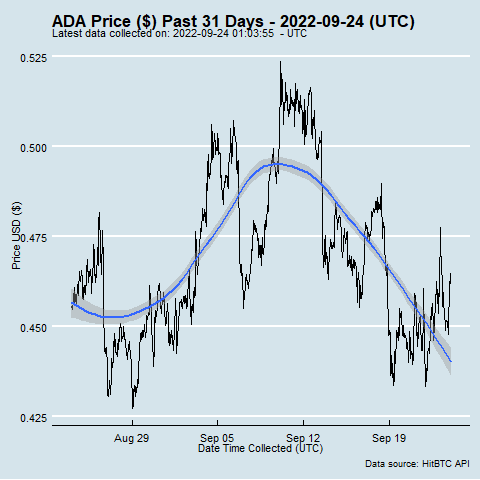 ADA Price ($) Past 31 Days - 2022-09-24 (UTC)
Latest data collected on: 2022-09-24 01:03:55  - UTC
0.525
0.500
0.475
0.450
0.425
Price USD ($)
Aug 29
Sep 05
Sep 12
Sep 19
Date Time Collected (UTC)
Data source: HitBTC API